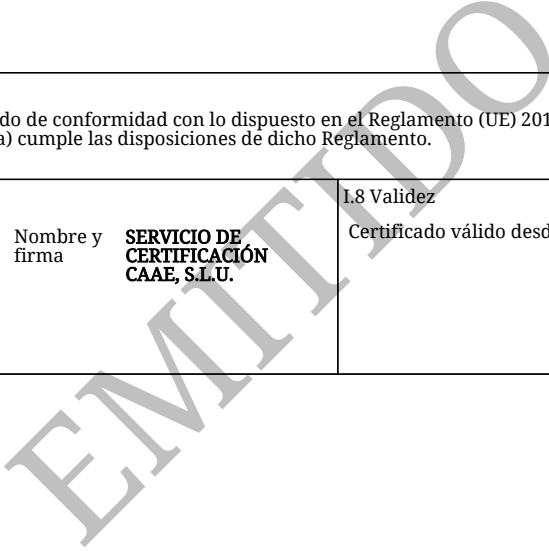 do de conformidad con lo dispuesto en el Reglamento (UE) 201
a) cumple las disposiciones de dicho Reglamento.
I.8 Validez
Nombre y
firma
SERVICIO DE
CERTIFICACIÓN
CAAE, S.L.U.
Certificado válido desd
EMITIDO